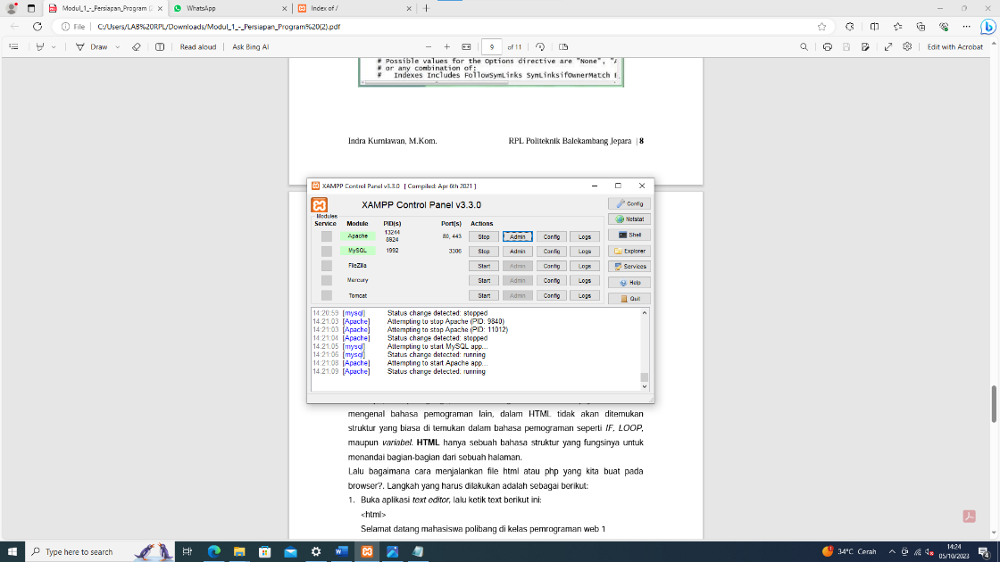 Modul_1_-_Persiapan_Program (
WhatsApp
Index of /
File
C:/Users/LAB%20RPL/Downloads/Modul_1_-_Persiapan_Program%20(2).pdf
Draw
Read aloud
Ask Bing AI
9
of 11
Edit with Acrobat
# Possible values for the Options directive are "None",
# or any combination of:
# Indexes Includes FollowSymLinks SymLinksifOwnerMatch
Indra Kurniawan, M.Kom.
RPL Politeknik Balekambang Jepara | 8
XAMPP Control Panel v3.3.0 [ Compiled: Apr 6th 2021 ]
XAMPP Control Panel v3.3.0
Config
Modules
Service Module PID(s) Port(s) Actions
Netstat
Apache 13244 8924 80, 443 Stop Admin Config Logs
Shell
MySQL 1992 3306 Stop Admin Config Logs
Explorer
FileZilla Start Admin Config Logs
Services
Mercury Start Admin Config Logs
Help
Tomcat Start Admin Config Logs
Quit
14:20:59 [mysql] Status change detected: stopped
14:21:03 [Apache] Attempting to stop Apache (PID: 9840)
14:21:03 [Apache] Attempting to stop Apache (PID: 11012)
14:21:04 [Apache] Status change detected: stopped
14:21:05 [mysql] Attempting to start MySQL app...
14:21:06 [mysql] Status change detected: running
14:21:08 [Apache] Attempting to start Apache app...
14:21:09 [Apache] Status change detected: running
mengenal bahasa pemograman lain, dalam HTML tidak akan ditemukan
struktur yang biasa di temukan dalam bahasa pemograman seperti IF, LOOP,
maupun variabel. HTML hanya sebuah bahasa struktur yang fungsinya untuk
menandai bagian-bagian dari sebuah halaman.
Lalu bagaimana cara menjalankan file html atau php yang kita buat pada
browser?. Langkah yang harus dilakukan adalah sebagai berikut:
1. Buka aplikasi text editor, lalu ketik text berikut ini:
<html>
Selamat datang mahasiswa polibang di kelas pemrograman web 1
Type here to search
34°C Cerah
14:24
05/10/2023
4